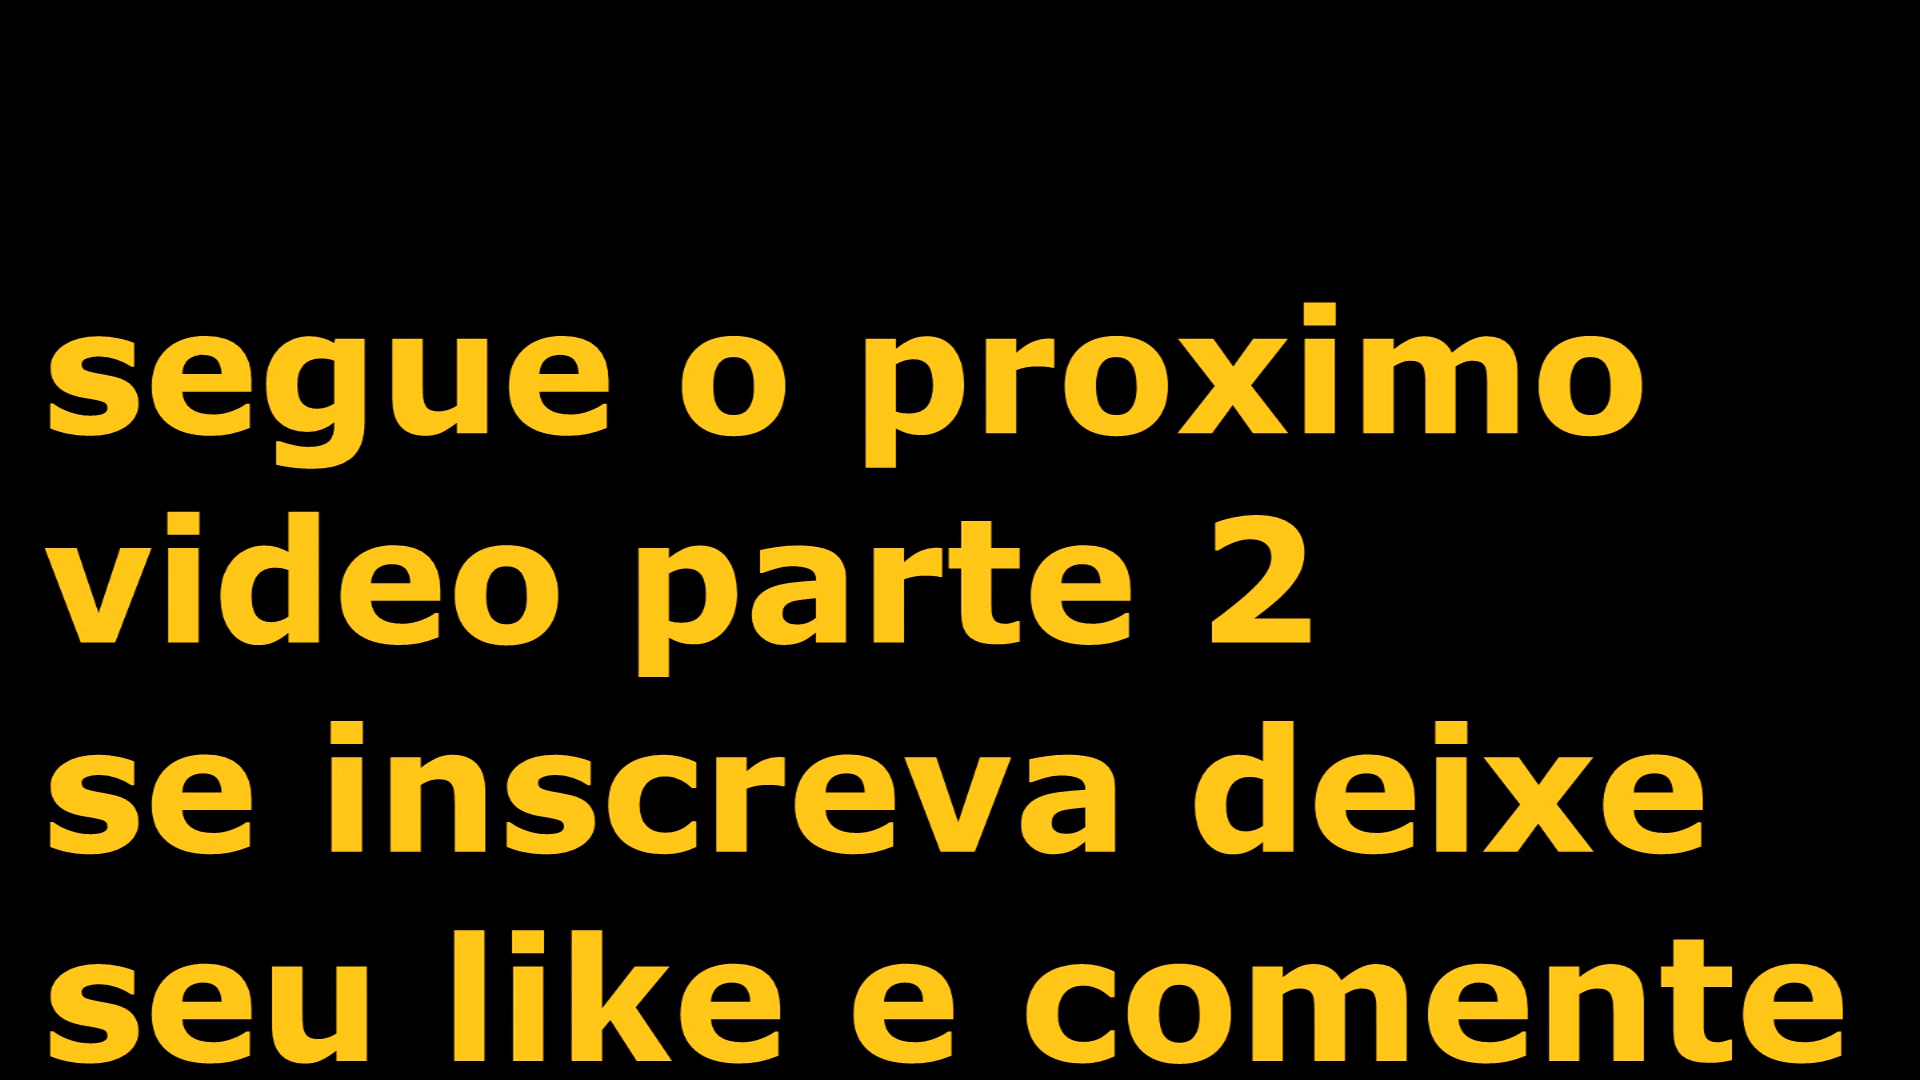 segue o proximo
video parte 2
se inscreva deixe
seu like e comente